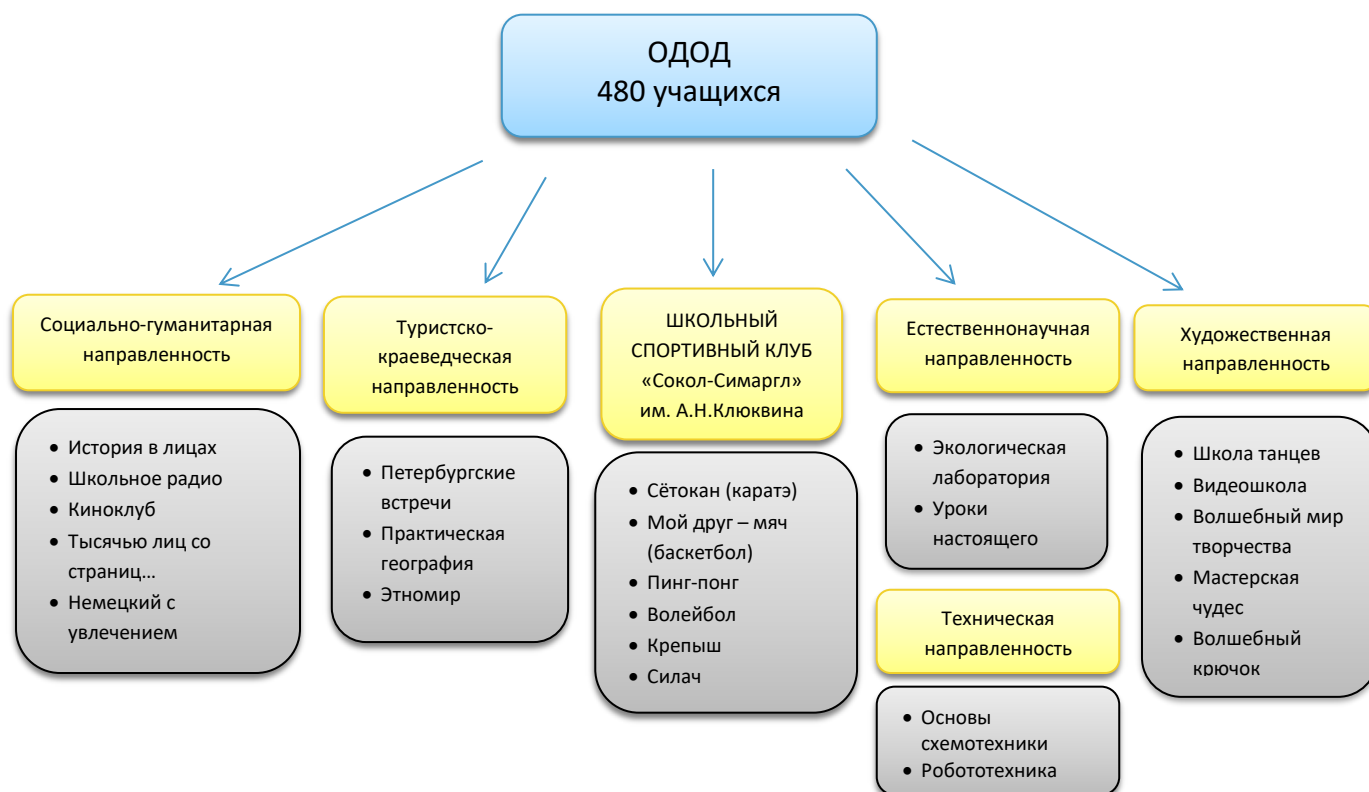 ОДОД
480 учащихся
Социально-гуманитарная
направленность
• История в лицах
• Школьное радио
• Киноклуб
• Тысячью лиц со
страниц…
• Немецкий с
увлечением
Туристско-
краеведческая
направленность
• Петербургские
встречи
• Практическая
география
• Этномир
ШКОЛЬНЫЙ
СПОРТИВНЫЙ КЛУБ
«Сокол-Симаргл»
им. А.Н.Клюквина
• Сётокан (каратэ)
• Мой друг – мяч
(баскетбол)
• Пинг-понг
• Волейбол
• Крепыш
• Силач
Естественнонаучная
направленность
• Экологическая
лаборатория
• Уроки
настоящего
Техническая
направленность
• Основы
схемотехники
• Робототехника
Художественная
направленность
• Школа танцев
• Видеошкола
• Волшебный мир
творчества
• Мастерская
чудес
• Волшебный
крючок